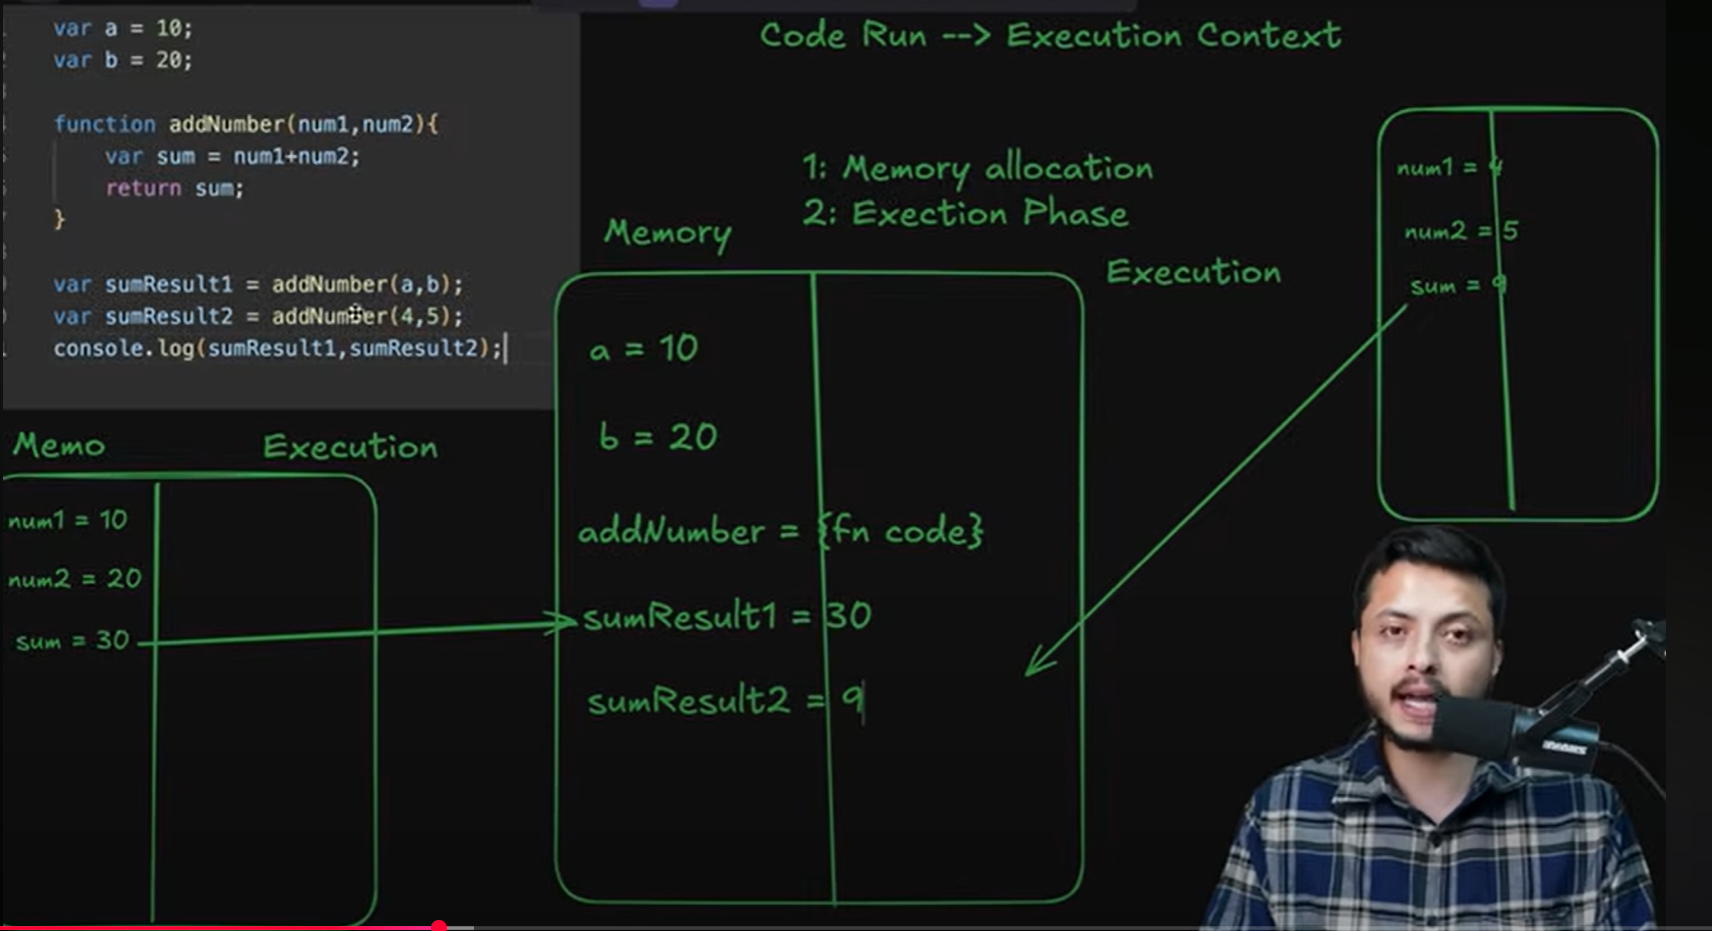 var a = 10;
var b = 20;
function addNumber(num1,num2){
var sum = num1+num2;
return sum;
}
var sumResult1 = addNumber(a,b);
var sumResult2 = addNumber(4,5);
console.log(sumResult1,sumResult2);
Code Run --> Execution Context
1: Memory allocation
2: Exection Phase
Memory
Execution
a = 10
b = 20
addNumber = {fn code}
sumResult1 = 30
sumResult2 = 9
Memo
Execution
num1 = 10
num2 = 20
sum = 30
num1 = 4
num2 = 5
sum = 9